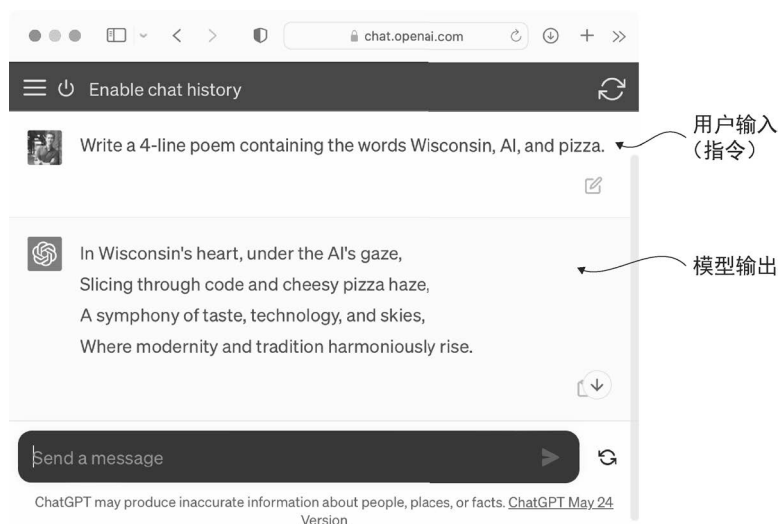 chat.openai.com
Enable chat history
Write a 4-line poem containing the words Wisconsin, AI, and pizza.
用户输入
（指令）
In Wisconsin's heart, under the AI's gaze,
Slicing through code and cheesy pizza haze,
A symphony of taste, technology, and skies,
Where modernity and tradition harmoniously rise.
模型输出
Send a message
ChatGPT may produce inaccurate information about people, places, or facts. ChatGPT May 24
Version